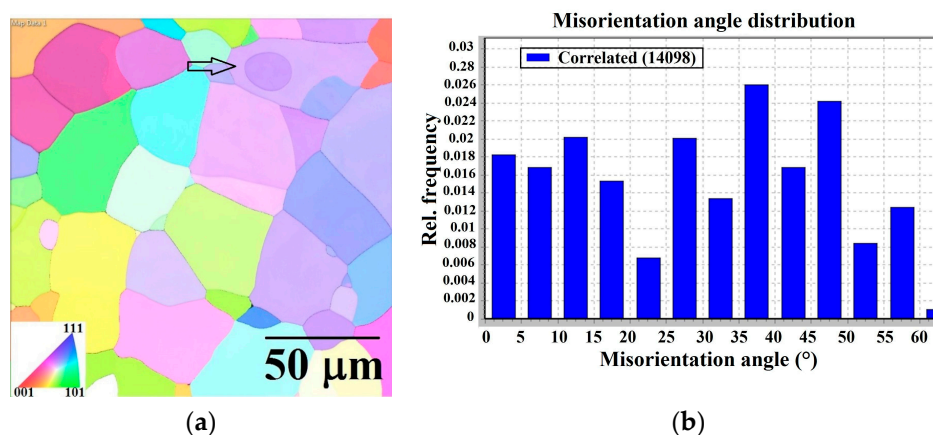 Map Data 1
111
001
101
50 μm
(a)
Misorientation angle distribution
Correlated (14098)
Rel. frequency
0.03
0.028
0.026
0.024
0.022
0.02
0.018
0.016
0.014
0.012
0.01
0.008
0.006
0.004
0.002
0
0 5 10 15 20 25 30 35 40 45 50 55 60
Misorientation angle (°)
(b)